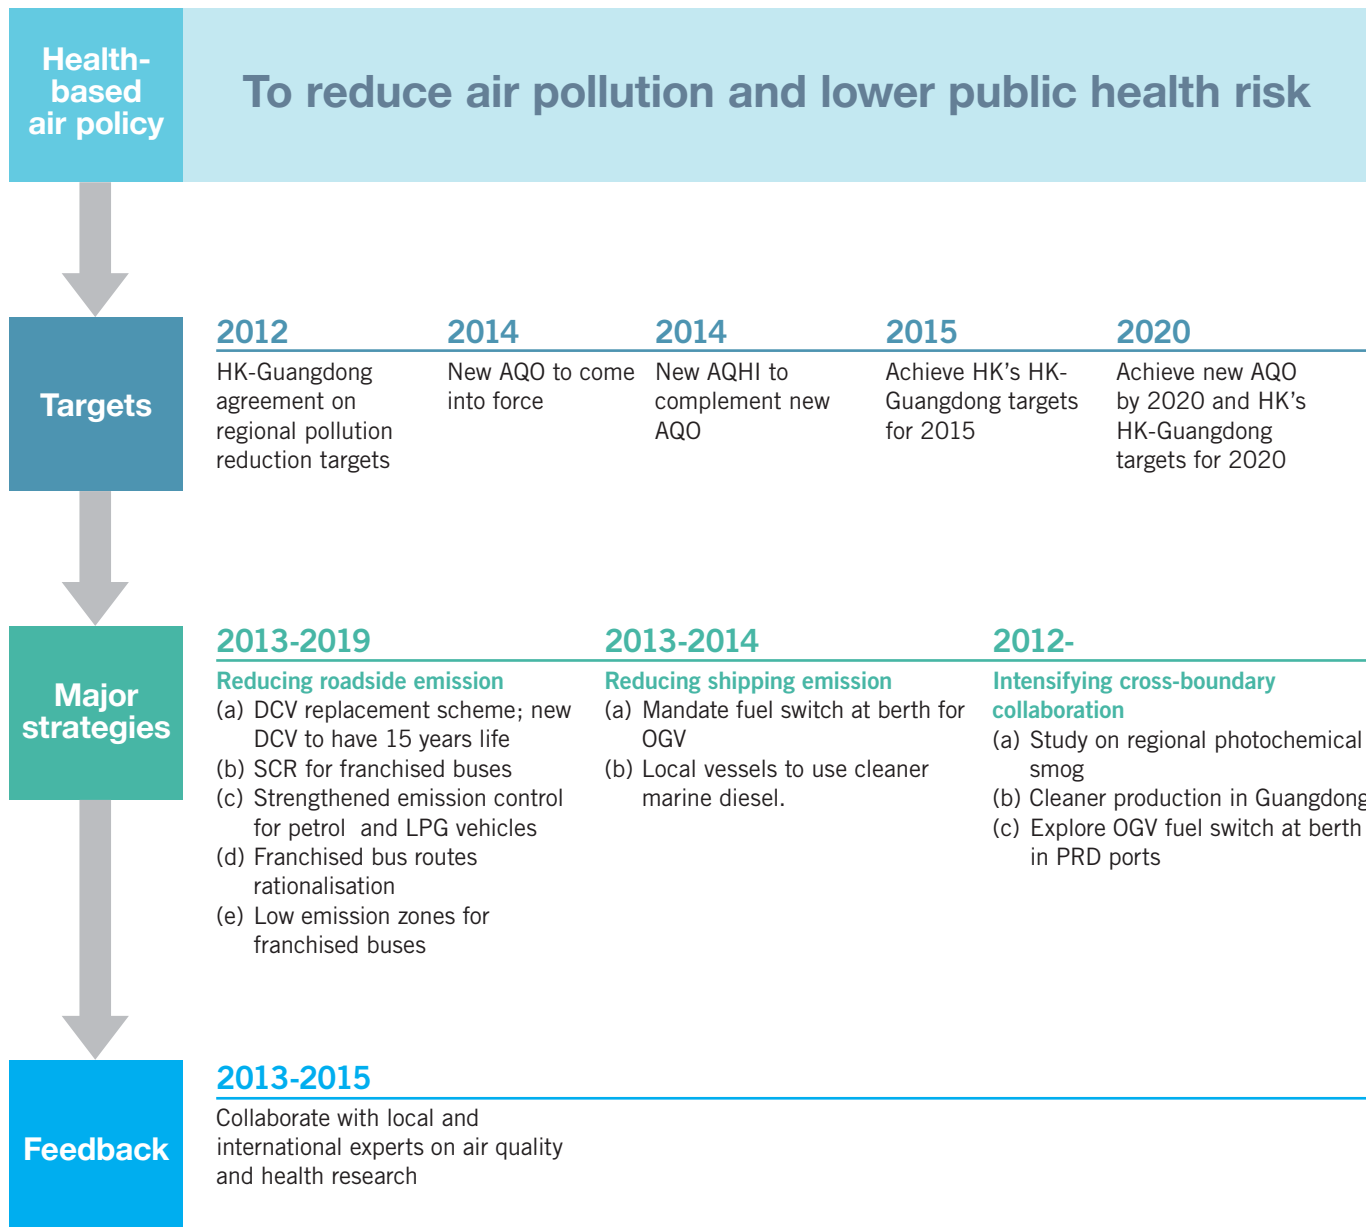 Health-
based
air policy
To reduce air pollution and lower public health risk
Targets
2012
HK-Guangdong
agreement on
regional pollution
reduction targets
2014
New AQO to come
into force
2014
New AQHI to
complement new
AQO
2015
Achieve HK's HK-
Guangdong targets
for 2015
2020
Achieve new AQO
by 2020 and HK's
HK-Guangdong
targets for 2020
Major
strategies
2013-2019
Reducing roadside emission
(a) DCV replacement scheme; new
DCV to have 15 years life
(b) SCR for franchised buses
(c) Strengthened emission control
for petrol  and LPG vehicles
(d) Franchised bus routes
rationalisation
(e) Low emission zones for
franchised buses
2013-2014
Reducing shipping emission
(a) Mandate fuel switch at berth for
OGV
(b) Local vessels to use cleaner
marine diesel.
2012-
Intensifying cross-boundary
collaboration
(a) Study on regional photochemical
smog
(b) Cleaner production in Guangdong
(c) Explore OGV fuel switch at berth
in PRD ports
Feedback
2013-2015
Collaborate with local and
international experts on air quality
and health research